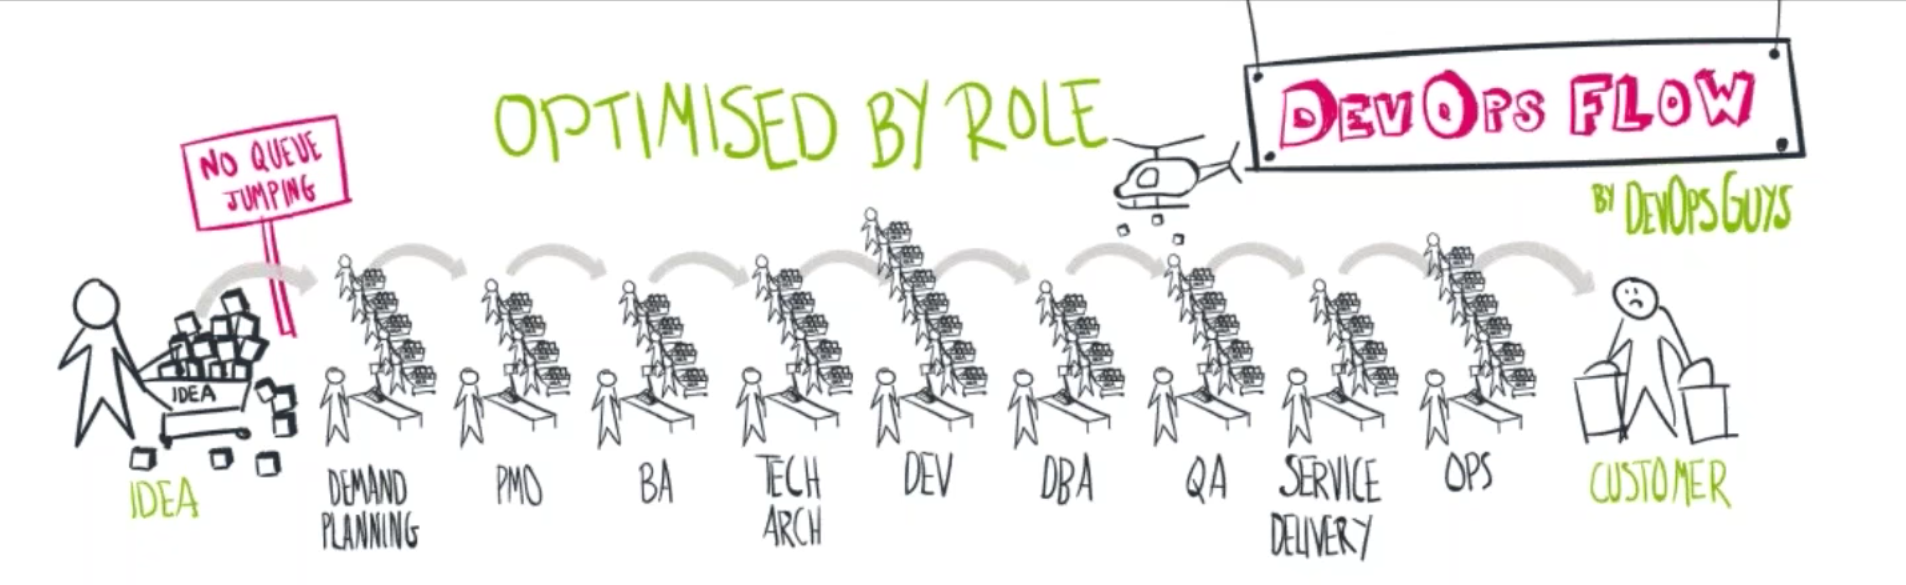 OPTIMISED BY ROLE
DEVOPS FLOW
BY DEVOPSGUYS
NO QUEUE
JUMPING
IDEA
IDEA
DEMAND
PLANNING
PMO
BA
TECH
ARCH
DEV
DBA
QA
SERVICE
DELIVERY
OPS
CUSTOMER